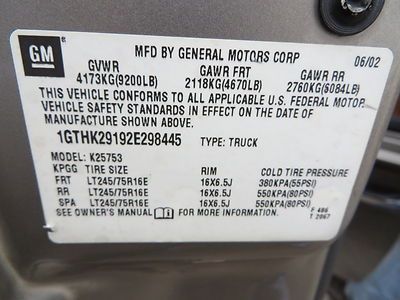 GM
MFD BY GENERAL MOTORS CORP
06/02
GVWR GAWR FRT GAWR RR
4173KG(9200LB) 2118KG(4670LB) 2760KG(6084LB)
THIS VEHICLE CONFORMS TO ALL APPLICABLE U.S. FEDERAL MOTOR
VEHICLE SAFETY STANDARDS IN EFFECT ON THE DATE OF
MANUFACTURE SHOWN ABOVE.
1GTHK29192E298445 TYPE: TRUCK
MODEL: K25753
KPGG TIRE SIZE RIM COLD TIRE PRESSURE
FRT LT245/75R16E 16X6.5J 380KPA(55PSI)
RR LT245/75R16E 16X6.5J 550KPA(80PSI)
SPA LT245/75R16E 16X6.5J 550KPA(80PSI)
SEE OWNER'S MANUAL FOR MORE INFORMATION
F 486
T 2067